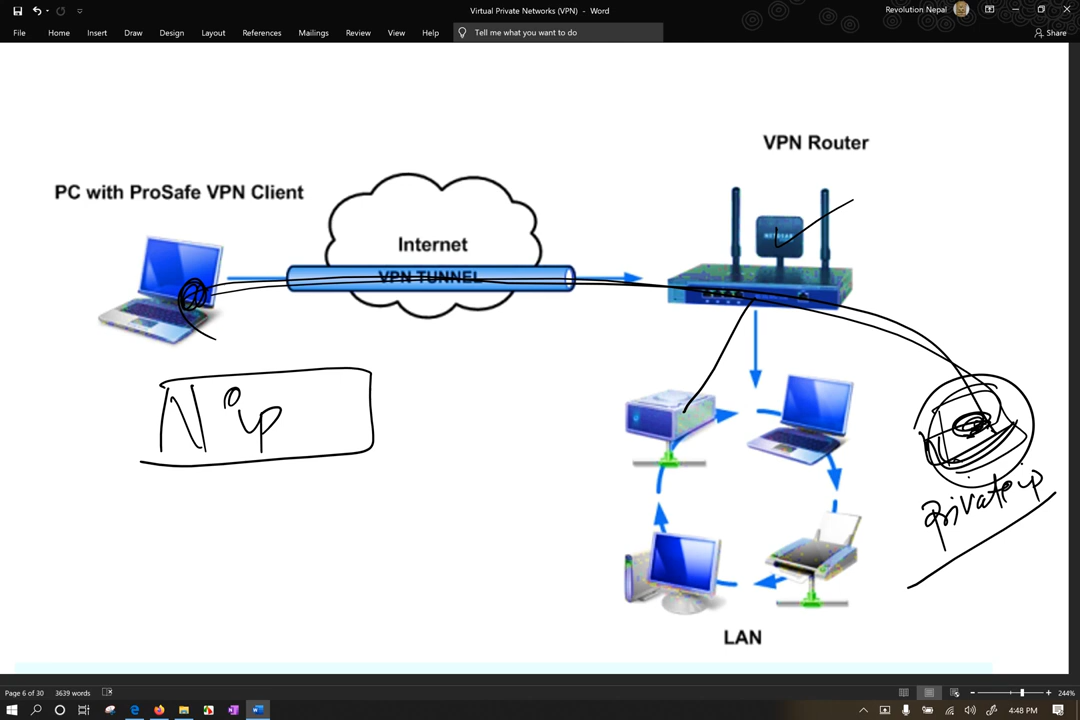 Virtual Private Networks (VPN) - Word
Revolution Nepal
File Home Insert Draw Design Layout References Mailings Review View Help Tell me what you want to do
Share
VPN Router
PC with ProSafe VPN Client
Internet
VPN TUNNEL
NETGEAR
N ip
Private ip
LAN
Page 6 of 30 3639 words
244%
4:48 PM